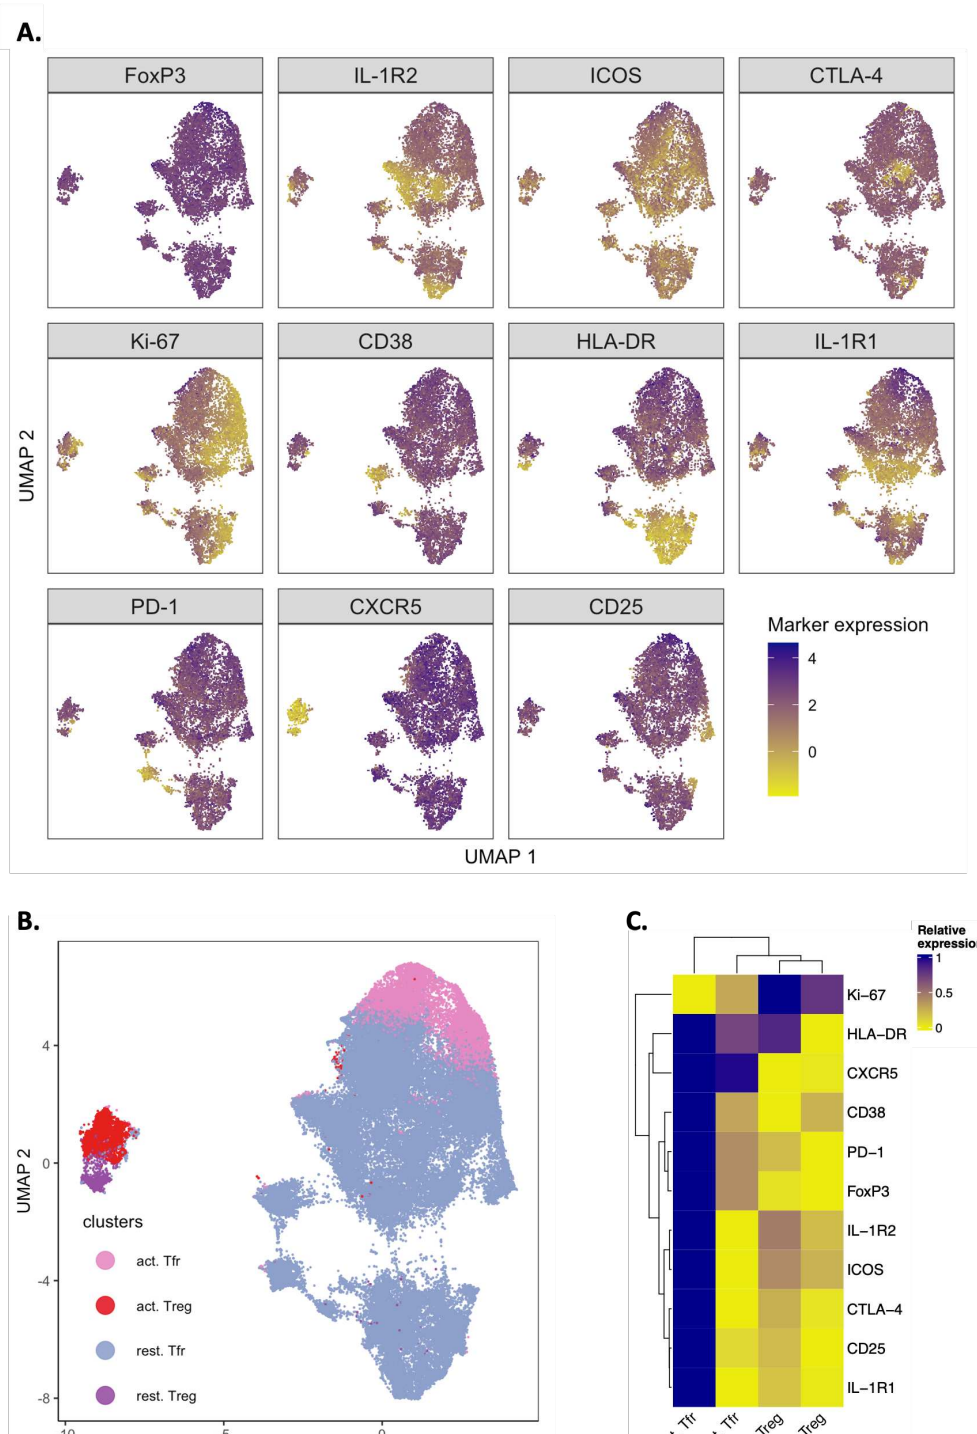 A.
FoxP3 IL-1R2 ICOS CTLA-4
Ki-67 CD38 HLA-DR IL-1R1
PD-1 CXCR5 CD25
UMAP 2
Marker expression
4
2
0
UMAP 1
B.
4
0
-4
-8
UMAP 2
clusters
act. Tfr
act. Treg
rest. Tfr
rest. Treg
-10 -5 0
C.
Relative
expression
1
0.5
0
Ki-67
HLA-DR
CXCR5
CD38
PD-1
FoxP3
IL-1R2
ICOS
CTLA-4
CD25
IL-1R1
Tfr Tfr Treg Treg